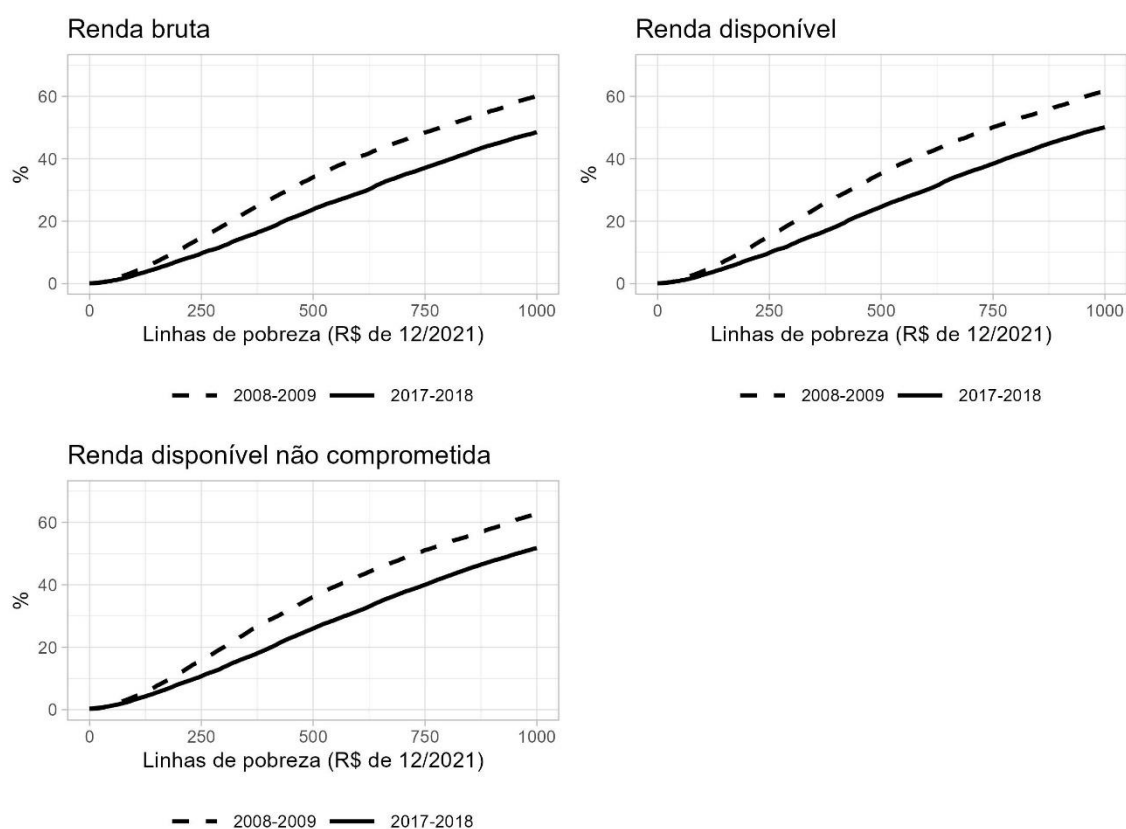 Renda bruta
60
40
20
0
%
0 250 500 750 1000
Linhas de pobreza (R$ de 12/2021)
2008-2009 2017-2018
Renda disponível
60
40
20
0
%
0 250 500 750 1000
Linhas de pobreza (R$ de 12/2021)
2008-2009 2017-2018
Renda disponível não comprometida
60
40
20
0
%
0 250 500 750 1000
Linhas de pobreza (R$ de 12/2021)
2008-2009 2017-2018